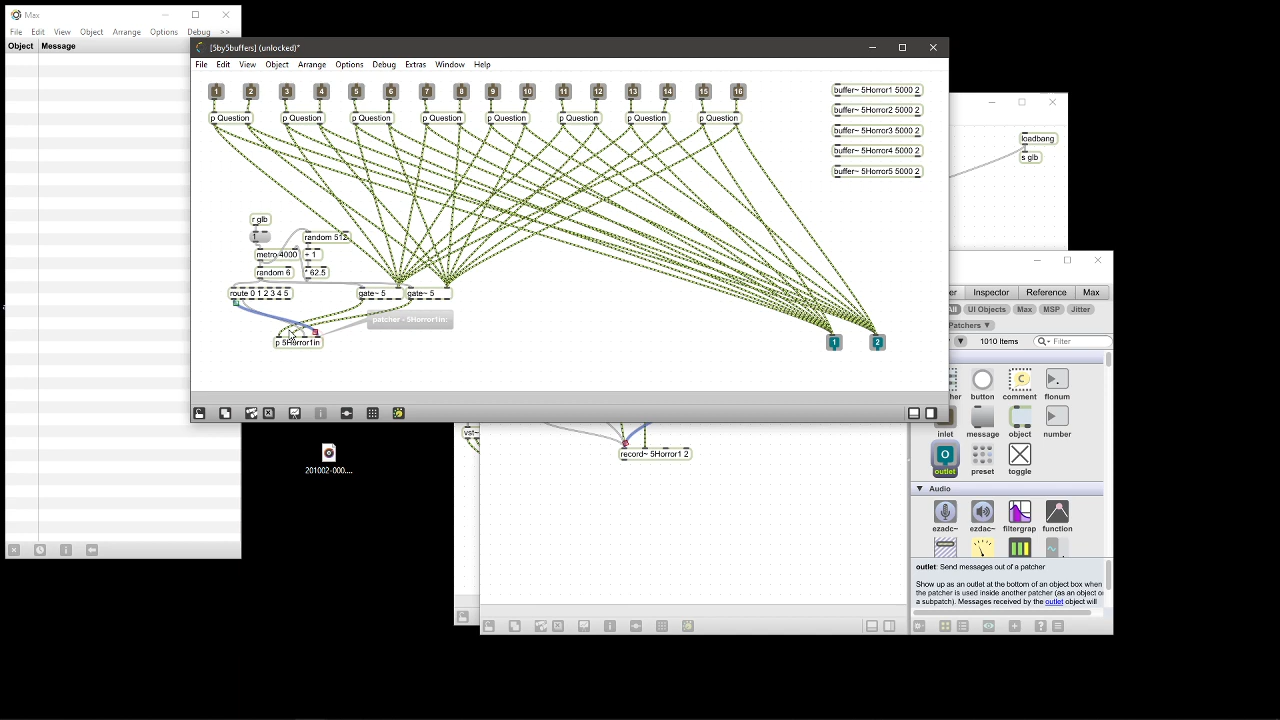 Max
File Edit View Object Arrange Options Debug >>
Object Message
[5by5buffers] (unlocked)*
File Edit View Object Arrange Options Debug Extras Window Help
1 2 3 4 5 6 7 8 9 10 11 12 13 14 15 16
p Question p Question p Question p Question p Question p Question p Question p Question
buffer~ 5Horror1 5000 2
buffer~ 5Horror2 5000 2
buffer~ 5Horror3 5000 2
buffer~ 5Horror4 5000 2
buffer~ 5Horror5 5000 2
loadbang
s glb
r glb
1
random 512
metro 4000
+ 1
random 6
* 62.5
route 0 1 2 3 4 5
gate~ 5
gate~ 5
patcher - 5Horror1in:
p 5Horror1in
1 2
Inspector Reference Max
All UI Objects Max MSP Jitter
Patchers ▼
1010 Items
Filter
button comment flonum
inlet message object number
outlet preset toggle
Audio
ezadc~ ezdac~ filtergrap function
record~ 5Horror1 2
201002-000....
outlet: Send messages out of a patcher
Show up as an outlet at the bottom of an object box when
the patcher is used inside another patcher (as an object or
a subpatch). Messages received by the outlet object will